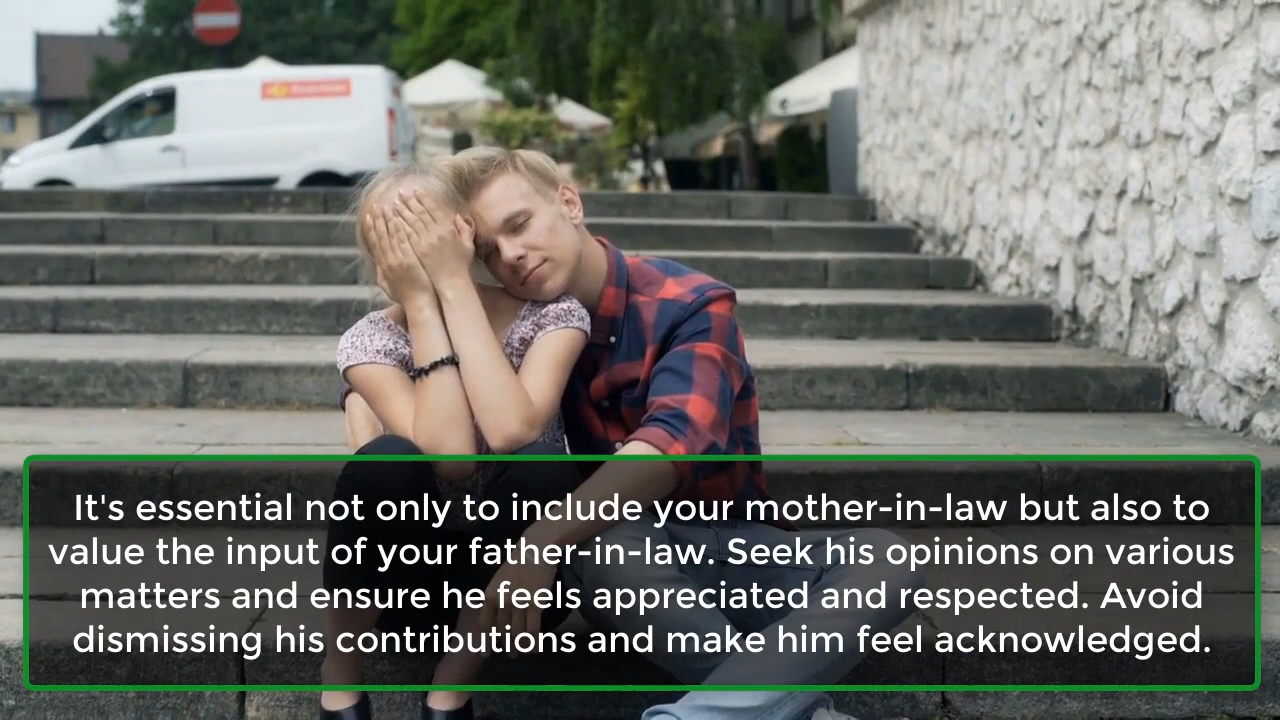 It's essential not only to include your mother-in-law but also to
value the input of your father-in-law. Seek his opinions on various
matters and ensure he feels appreciated and respected. Avoid
dismissing his contributions and make him feel acknowledged.